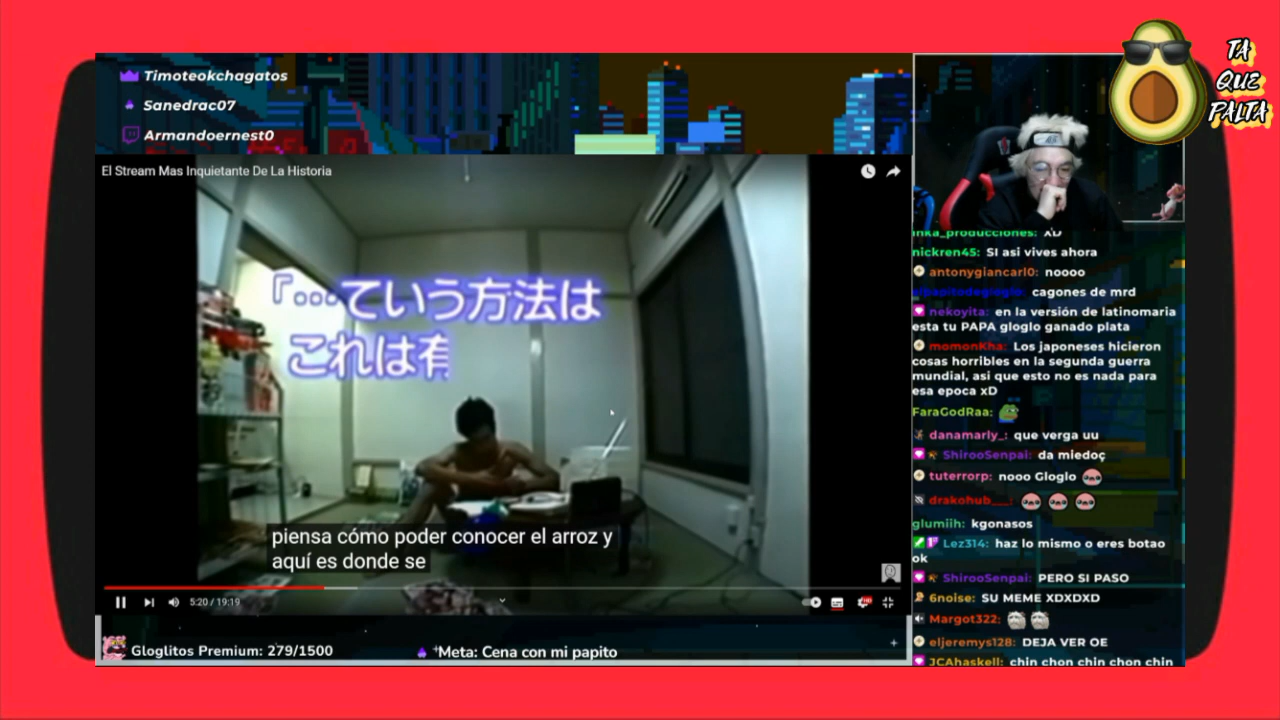 TA
QUE
PALTA
Timoteokchagatos
Sanedrac07
Armandoernest0
El Stream Mas Inquietante De La Historia
『…ていう方法は
これは有
piensa cómo poder conocer el arroz y
aquí es donde se
5:20 / 19:19
Gloglitos Premium: 279/1500
Meta: Cena con mi papito
inka_producciones: XD
nickren45: SI asi vives ahora
antonygiancarl0: noooo
cagones de mrd
nekoyita: en la versión de latinomaria
esta tu PAPA gloglo ganado plata
momonKha: Los japoneses hicieron
cosas horribles en la segunda guerra
mundial, asi que esto no es nada para
esa epoca xD
FaraGodRaa:
danamarly_: que verga uu
ShirooSenpai: da miedoç
tuterrorp: nooo Gloglo
drakohub___:
glumiih: kgonasos
Lez314: haz lo mismo o eres botao
ok
ShirooSenpai: PERO SI PASO
6noise: SU MEME XDXDXD
Margot322:
eljeremys128: DEJA VER OE
JCAhaskell: chin chon chin chon chin